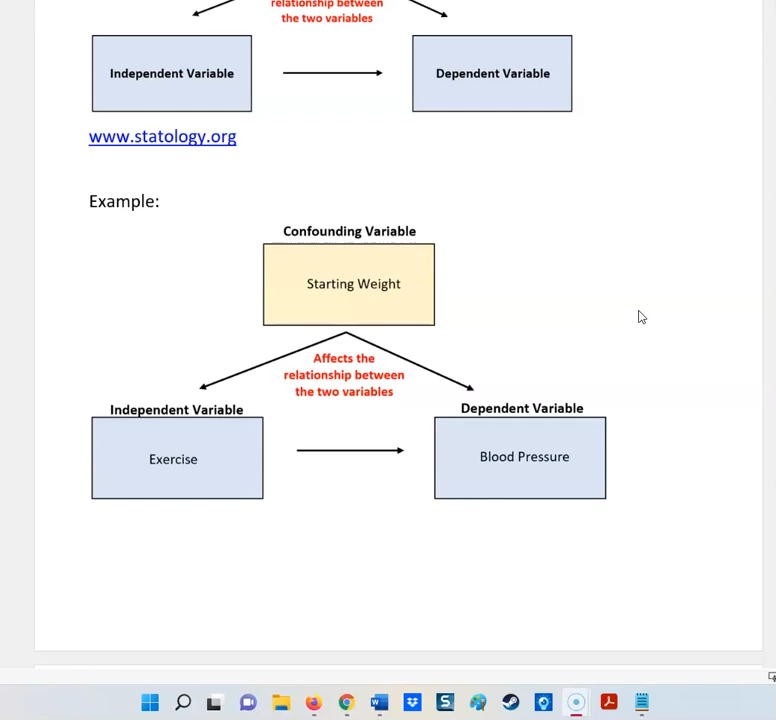 relationship between
the two variables
Independent Variable
Dependent Variable
www.statology.org
Example:
Confounding Variable
Starting Weight
Affects the
relationship between
the two variables
Independent Variable
Dependent Variable
Exercise
Blood Pressure